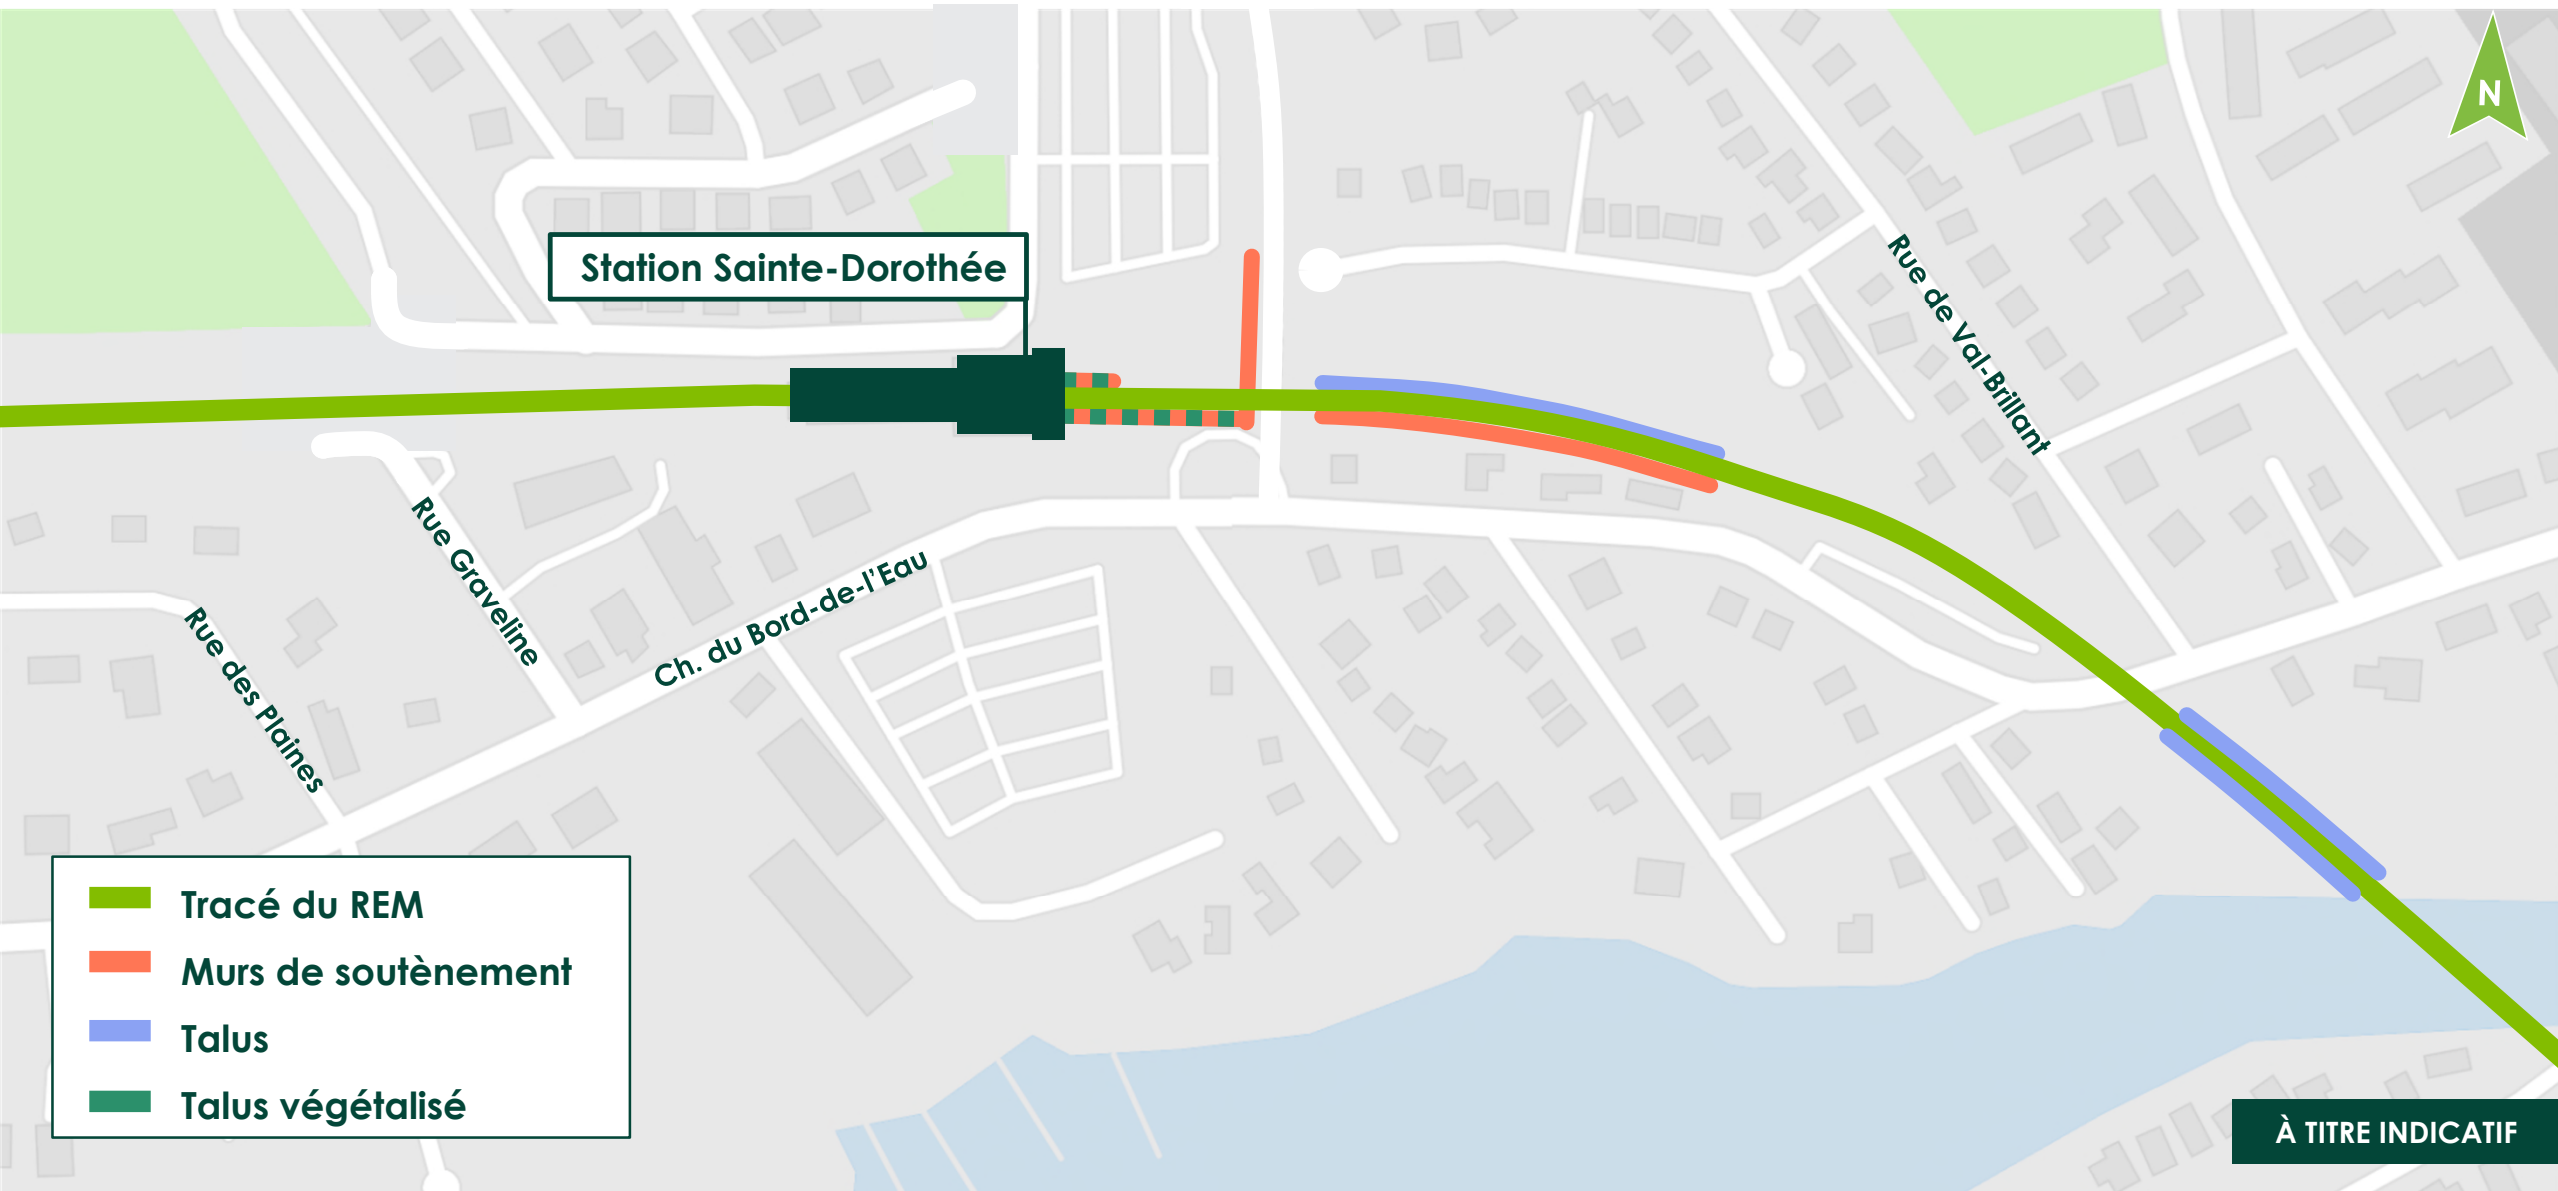 N
Station Sainte-Dorothée
Rue de Val-Brillant
Rue Graveline
Ch. du Bord-de-l'Eau
Rue des Plaines
Tracé du REM
Murs de soutènement
Talus
Talus végétalisé
À TITRE INDICATIF